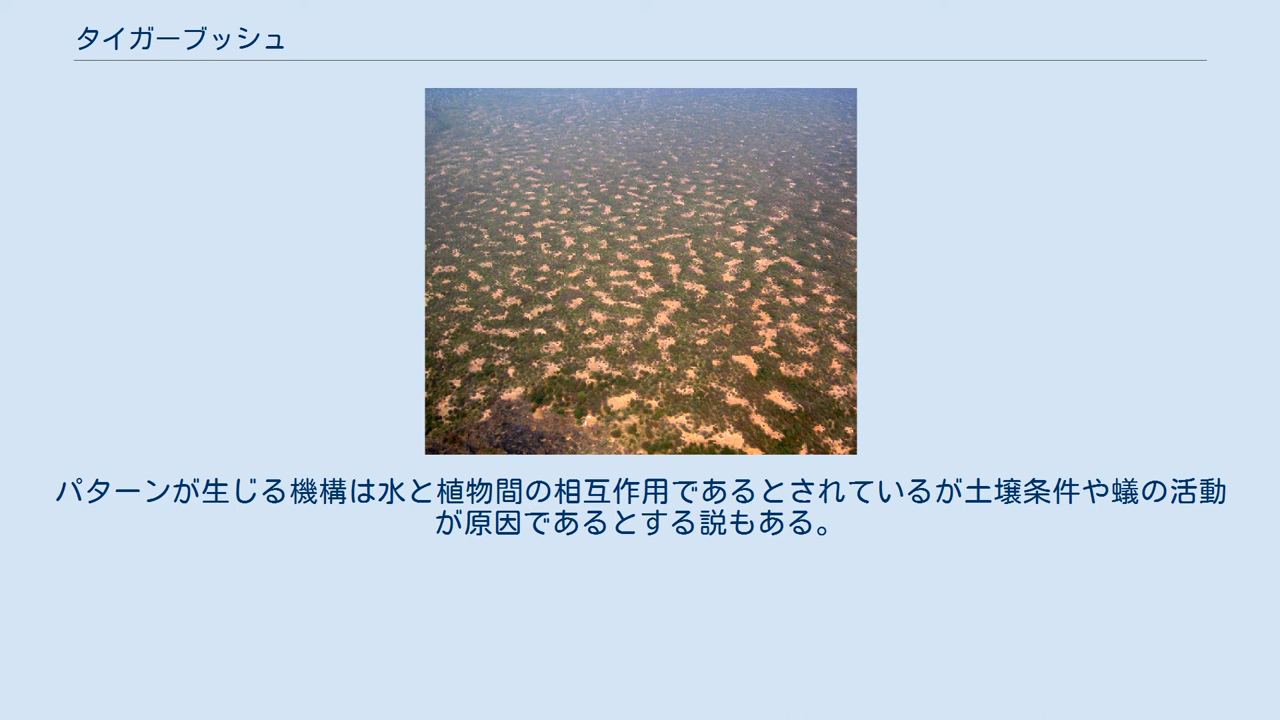 タイガーブッシュ
パターンが生じる機構は水と植物間の相互作用であるとされているが土壌条件や蟻の活動
が原因であるとする説もある。